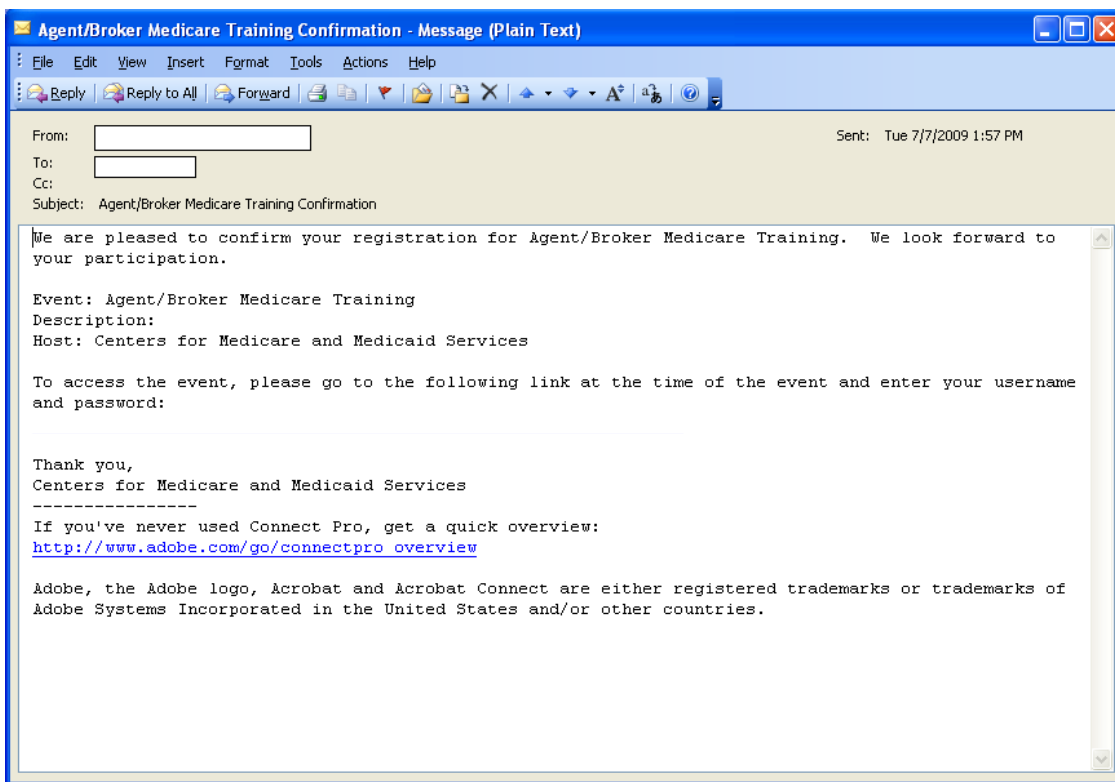 Agent/Broker Medicare Training Confirmation - Message (Plain Text)
File Edit View Insert Format Tools Actions Help
Reply Reply to All Forward
From: Sent: Tue 7/7/2009 1:57 PM
To:
Cc:
Subject: Agent/Broker Medicare Training Confirmation
We are pleased to confirm your registration for Agent/Broker Medicare Training.  We look forward to
your participation.
Event: Agent/Broker Medicare Training
Description:
Host: Centers for Medicare and Medicaid Services
To access the event, please go to the following link at the time of the event and enter your username
and password:
Thank you,
Centers for Medicare and Medicaid Services
----------------
If you've never used Connect Pro, get a quick overview:
http://www.adobe.com/go/connectpro_overview
Adobe, the Adobe logo, Acrobat and Acrobat Connect are either registered trademarks or trademarks of
Adobe Systems Incorporated in the United States and/or other countries.